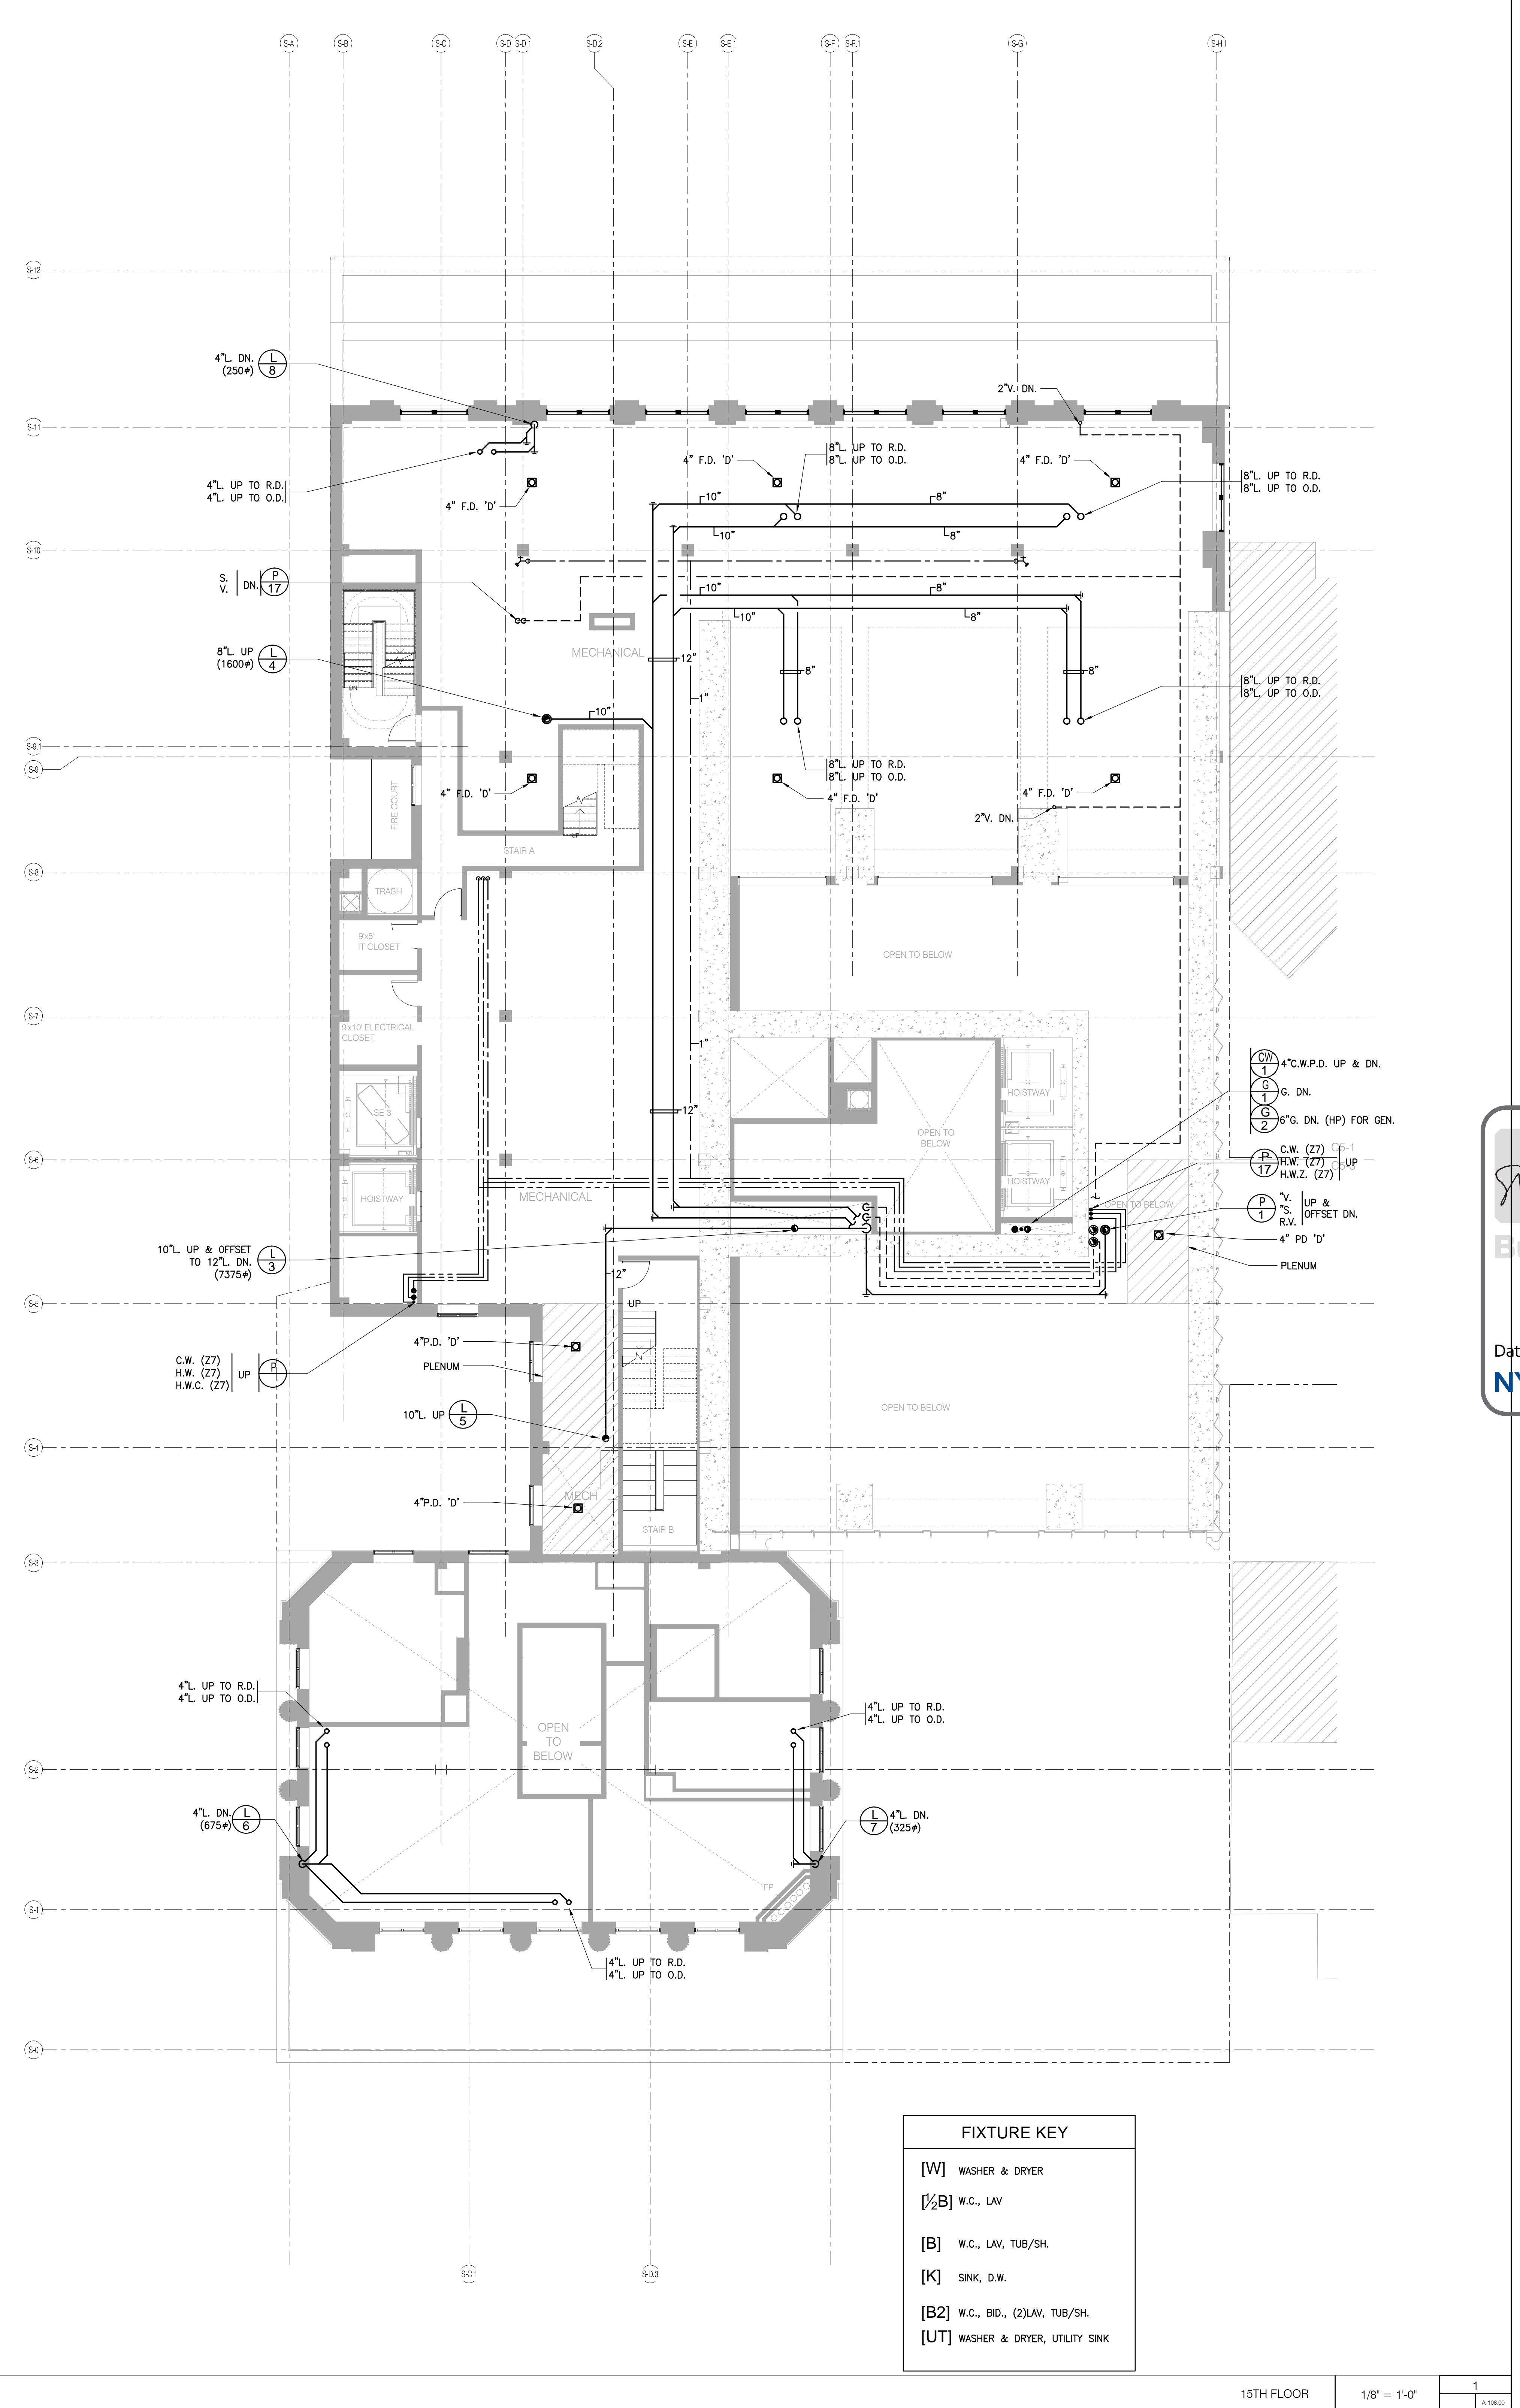 S-A
S-B
S-C
S-D
S-D.1
S-D.2
S-E
S-E.1
S-F
S-F.1
S-G
S-H
S-12
4"L. DN.
(250⌀)
L
8
2"V. DN.
S-11
8"L. UP TO R.D.
8"L. UP TO O.D.
4" F.D. 'D'
4" F.D. 'D'
8"L. UP TO R.D.
8"L. UP TO O.D.
4"L. UP TO R.D.
4"L. UP TO O.D.
4" F.D. 'D'
10"
8"
10"
8"
S-10
S.
V.
DN.
P
17
10"
8"
10"
8"
MECHANICAL
8"L. UP
(1600⌀)
L
4
12"
8"
8"
DN
1"
8"L. UP TO R.D.
8"L. UP TO O.D.
10"
S-9.1
S-9
8"L. UP TO R.D.
8"L. UP TO O.D.
4" F.D. 'D'
4" F.D. 'D'
4" F.D. 'D'
FIRE COURT
2"V. DN.
UP
STAIR A
S-8
TRASH
9'x5'
IT CLOSET
OPEN TO BELOW
S-7
9'x10' ELECTRICAL
CLOSET
1"
CW
1
4"C.W.P.D. UP & DN.
G
1
G. DN.
G
2
6"G. DN. (HP) FOR GEN.
HOISTWAY
SE 3
12"
OPEN TO
BELOW
S-6
C.W. (Z7)
H.W. (Z7)
H.W.Z. (Z7)
UP
P
17
HOISTWAY
HOISTWAY
MECHANICAL
OPEN TO BELOW
P
1
"V.
"S.
R.V.
UP &
OFFSET DN.
4" PD 'D'
PLENUM
10"L. UP & OFFSET
TO 12"L. DN.
(7375⌀)
L
3
12"
S-5
UP
4"P.D. 'D'
PLENUM
C.W. (Z7)
H.W. (Z7)
H.W.C. (Z7)
UP
P
Dat
NY
10"L. UP
L
5
OPEN TO BELOW
S-4
MECH
4"P.D. 'D'
STAIR B
S-3
4"L. UP TO R.D.
4"L. UP TO O.D.
4"L. UP TO R.D.
4"L. UP TO O.D.
OPEN
TO
BELOW
S-2
4"L. DN.
(675⌀)
L
6
L
7
4"L. DN.
(325⌀)
FP
S-1
4"L. UP TO R.D.
4"L. UP TO O.D.
S-0
FIXTURE KEY
[W] WASHER & DRYER
[½B] W.C., LAV
[B] W.C., LAV, TUB/SH.
[K] SINK, D.W.
[B2] W.C., BID., (2)LAV, TUB/SH.
[UT] WASHER & DRYER, UTILITY SINK
S-C.1
S-D.3
15TH FLOOR
1/8" = 1'-0"
1
A-108.00